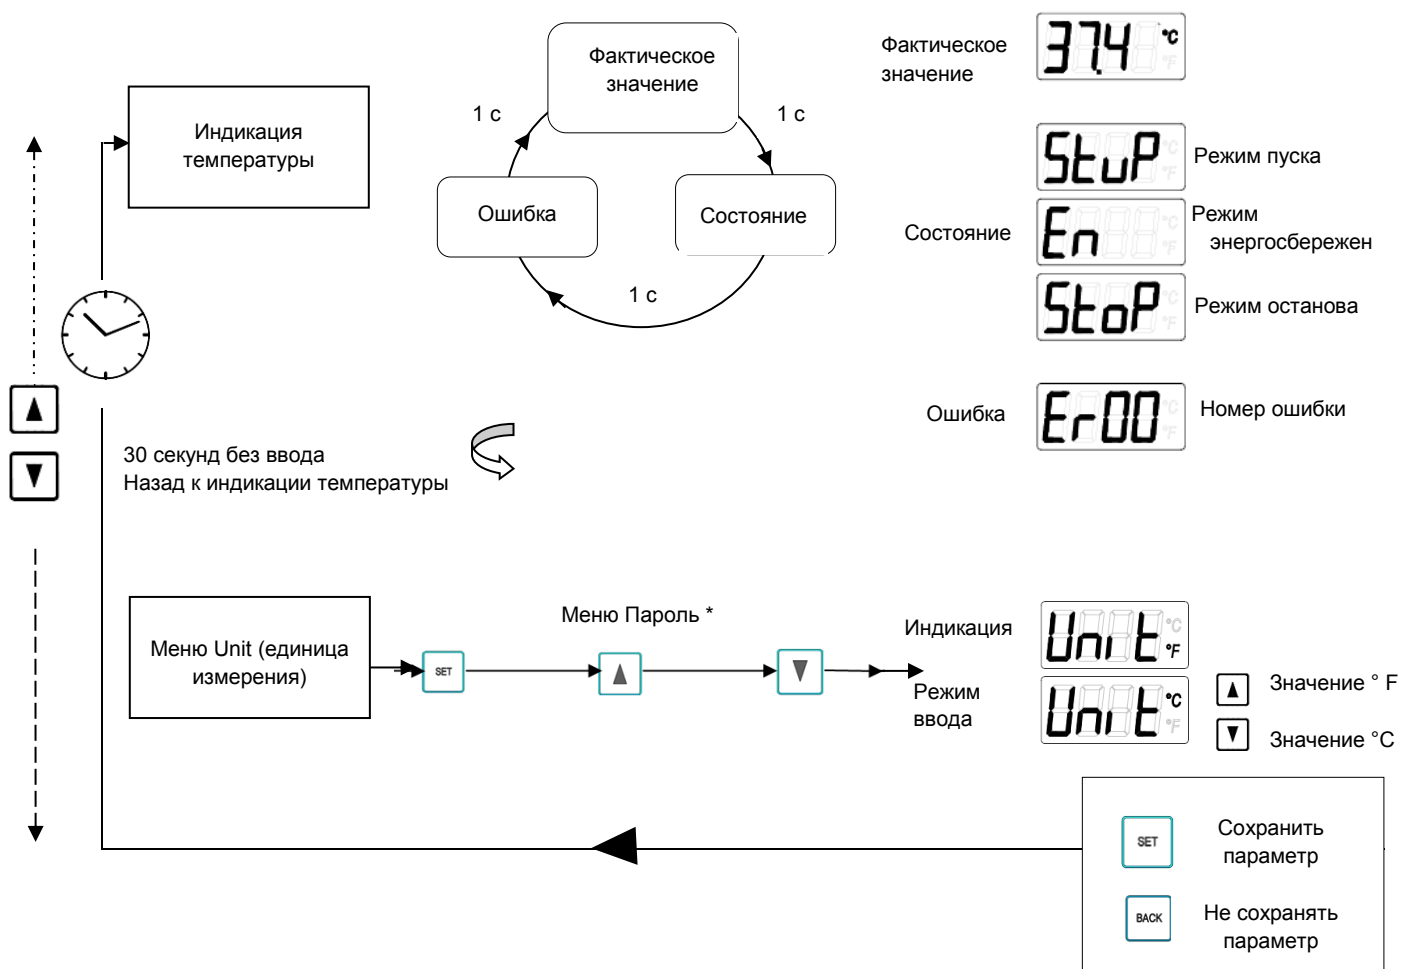 Фактическое
значение
1 с
1 с
Индикация
температуры
Ошибка
Состояние
1 с
Фактическое
значение
37.4 °C
°F
StuP °C
°F
Режим пуска
Состояние
En °C
°F
Режим
энергосбережен
StoP °C
°F
Режим останова
Ошибка
Er00 °C
°F
Номер ошибки
30 секунд без ввода
Назад к индикации температуры
Меню Unit (единица
измерения)
SET
Меню Пароль *
Индикация
Режим
ввода
Unit °C
°F
Unit °C
°F
Значение ° F
Значение °C
SET
Сохранить
параметр
BACK
Не сохранять
параметр